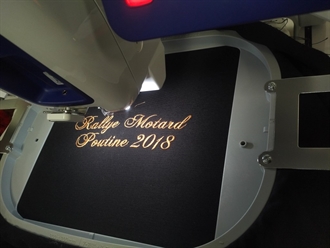 Rallye Motard
Poutine 2018